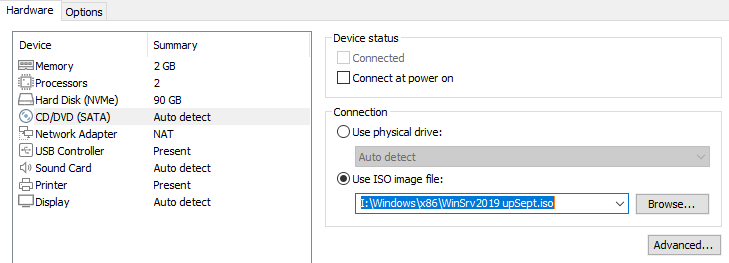 Hardware Options
Device Summary
Memory 2 GB
Processors 2
Hard Disk (NVMe) 90 GB
CD/DVD (SATA) Auto detect
Network Adapter NAT
USB Controller Present
Sound Card Auto detect
Printer Present
Display Auto detect
Device status
Connected
Connect at power on
Connection
Use physical drive:
Auto detect
Use ISO image file:
I:\Windows\x86\WinSrv2019 upSept.iso Browse...
Advanced...